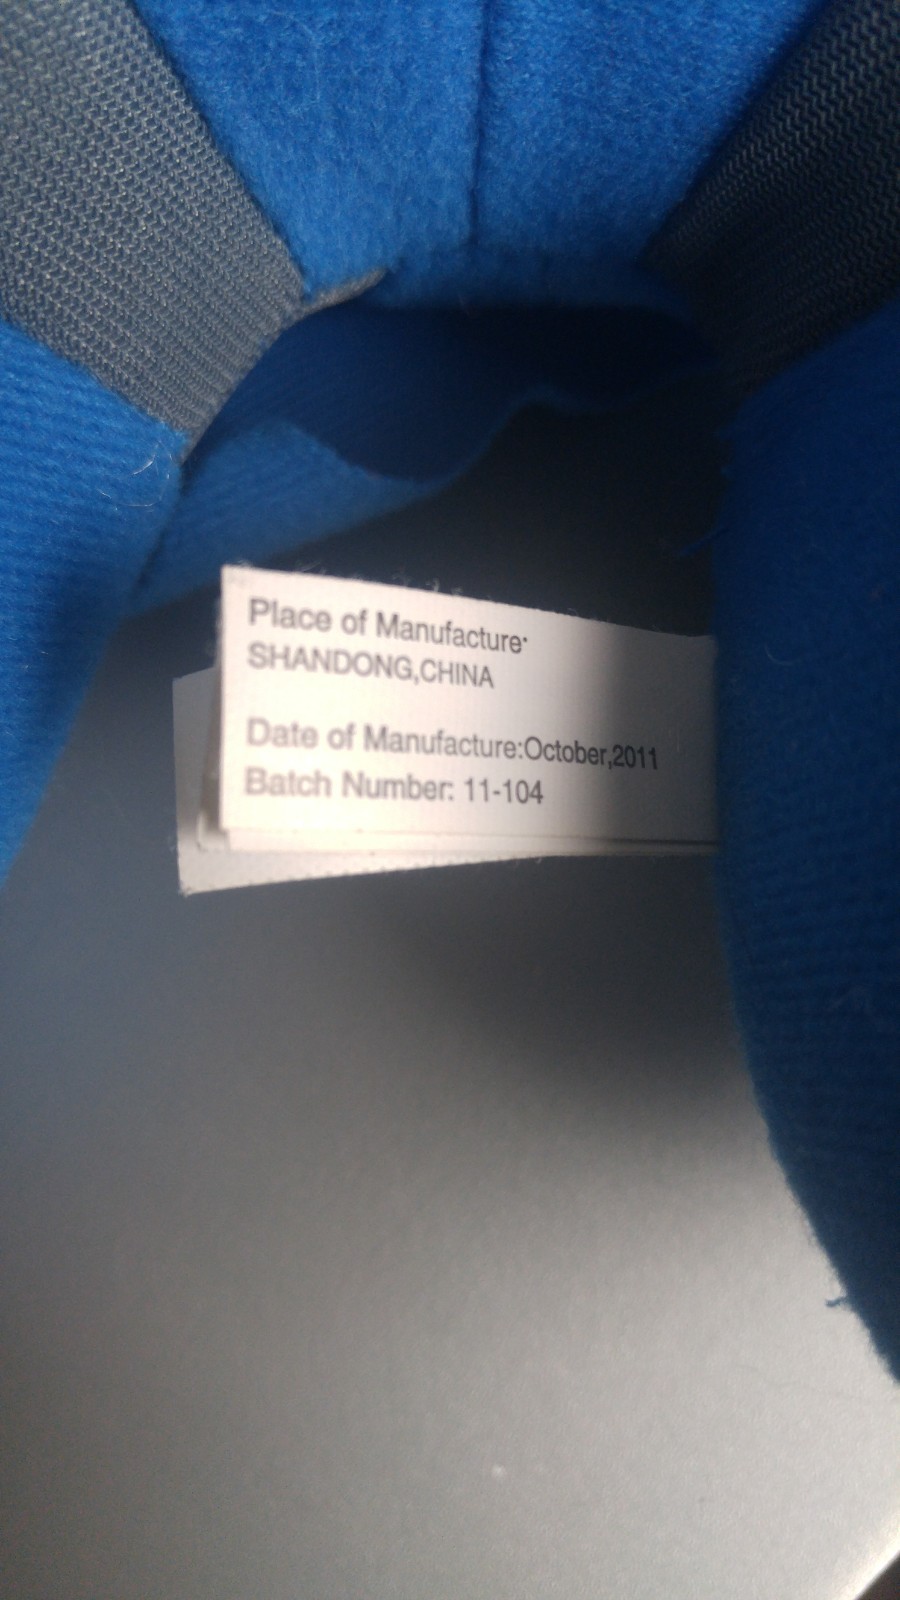 Place of Manufacture:
SHANDONG,CHINA
Date of Manufacture:October,2011
Batch Number: 11-104